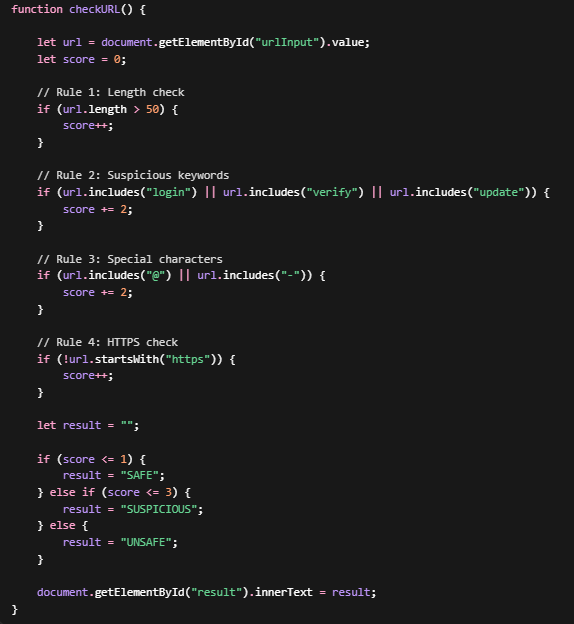 function checkURL() {
    let url = document.getElementById("urlInput").value;
    let score = 0;
    // Rule 1: Length check
    if (url.length > 50) {
        score++;
    }
    // Rule 2: Suspicious keywords
    if (url.includes("login") || url.includes("verify") || url.includes("update")) {
        score += 2;
    }
    // Rule 3: Special characters
    if (url.includes("@") || url.includes("-")) {
        score += 2;
    }
    // Rule 4: HTTPS check
    if (!url.startsWith("https")) {
        score++;
    }
    let result = "";
    if (score <= 1) {
        result = "SAFE";
    } else if (score <= 3) {
        result = "SUSPICIOUS";
    } else {
        result = "UNSAFE";
    }
    document.getElementById("result").innerText = result;
}